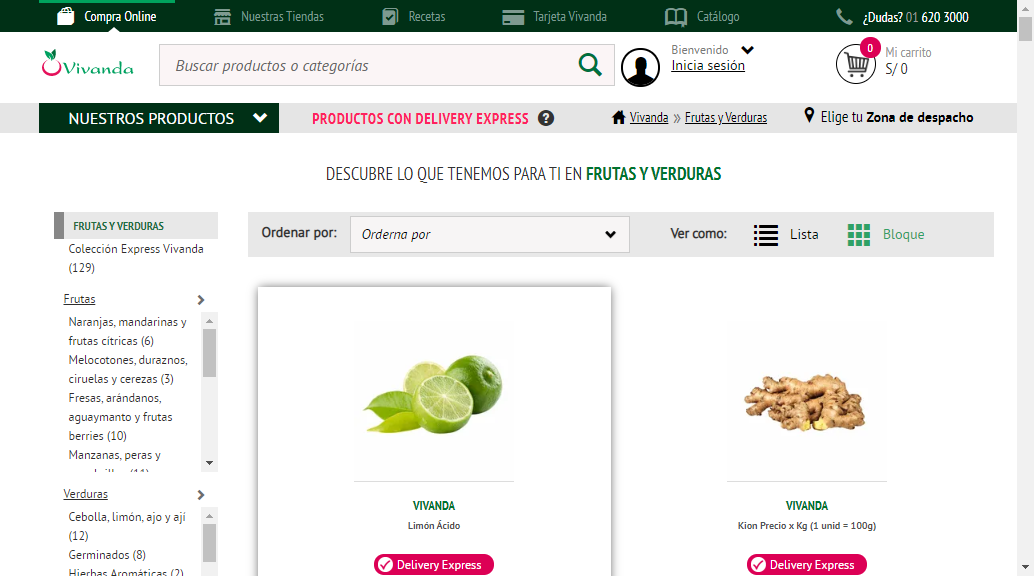 Compra Online
Nuestras Tiendas
Recetas
Tarjeta Vivanda
Catálogo
¿Dudas? 01 620 3000
Vivanda
Buscar productos o categorías
Bienvenido
Inicia sesión
0
Mi carrito
S/ 0
NUESTROS PRODUCTOS
PRODUCTOS CON DELIVERY EXPRESS ?
Vivanda » Frutas y Verduras
Elige tu Zona de despacho
DESCUBRE LO QUE TENEMOS PARA TI EN FRUTAS Y VERDURAS
FRUTAS Y VERDURAS
Colección Express Vivanda
(129)
Frutas
Naranjas, mandarinas y
frutas cítricas (6)
Melocotones, duraznos,
ciruelas y cerezas (3)
Fresas, arándanos,
aguaymanto y frutas
berries (10)
Manzanas, peras y
Verduras
Cebolla, limón, ajo y ají
(12)
Germinados (8)
Hierbas Aromáticas (2)
Ordenar por:
Orderna por
Ver como:
Lista
Bloque
VIVANDA
Limón Ácido
Delivery Express
VIVANDA
Kion Precio x Kg (1 unid = 100g)
Delivery Express